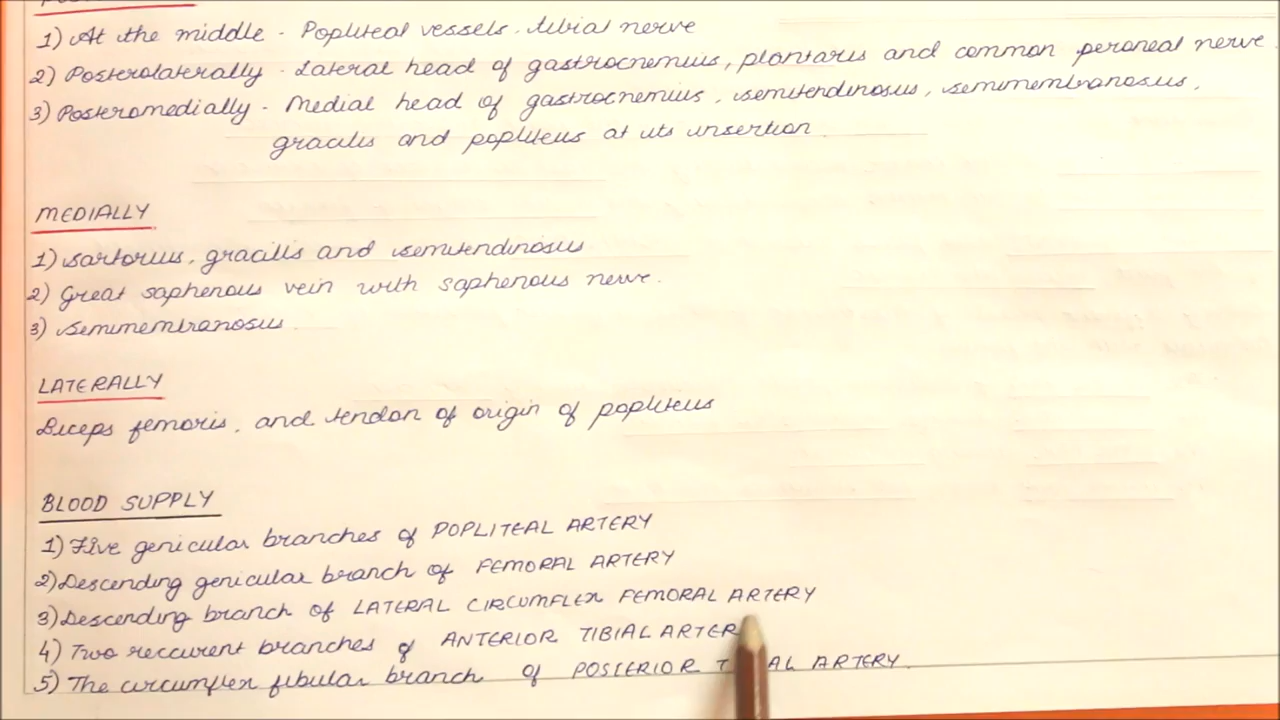 1) At the middle - Popliteal vessels, tibial nerve
2) Posterolaterally - Lateral head of gastrocnemius, plantaris and common peroneal nerve
3) Posteromedially - Medial head of gastrocnemius, semitendinosus, semimembranosus,
gracilis and popliteus at its insertion.
MEDIALLY
1) Sartorius, gracilis and semitendinosus
2) Great saphenous vein with saphenous nerve.
3) Semimembranosus.
LATERALLY
Biceps femoris, and tendon of origin of popliteus
BLOOD SUPPLY
1) Five genicular branches of POPLITEAL ARTERY
2) Descending genicular branch of FEMORAL ARTERY
3) Descending branch of LATERAL CIRCUMFLEX FEMORAL ARTERY
4) Two reccurent branches of ANTERIOR TIBIAL ARTER
5) The circumflex fibular branch of POSTERIOR T AL ARTERY.